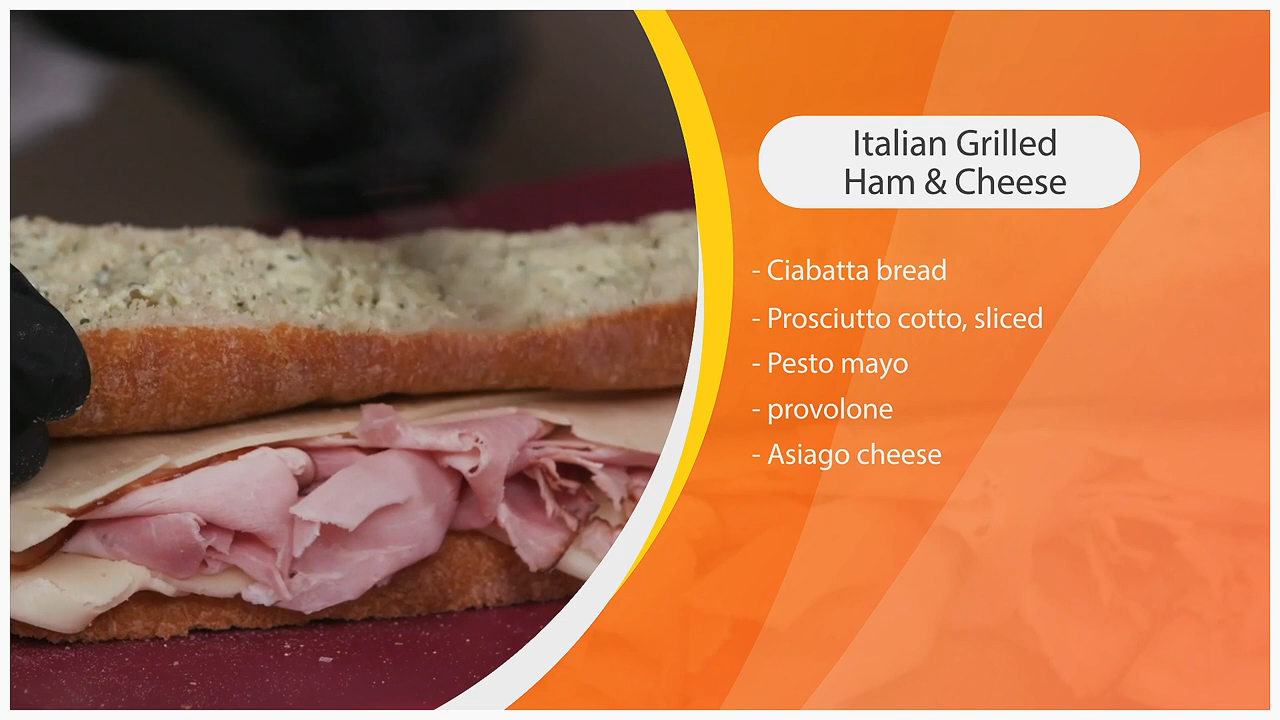 Italian Grilled
Ham & Cheese
- Ciabatta bread
- Prosciutto cotto, sliced
- Pesto mayo
- provolone
- Asiago cheese